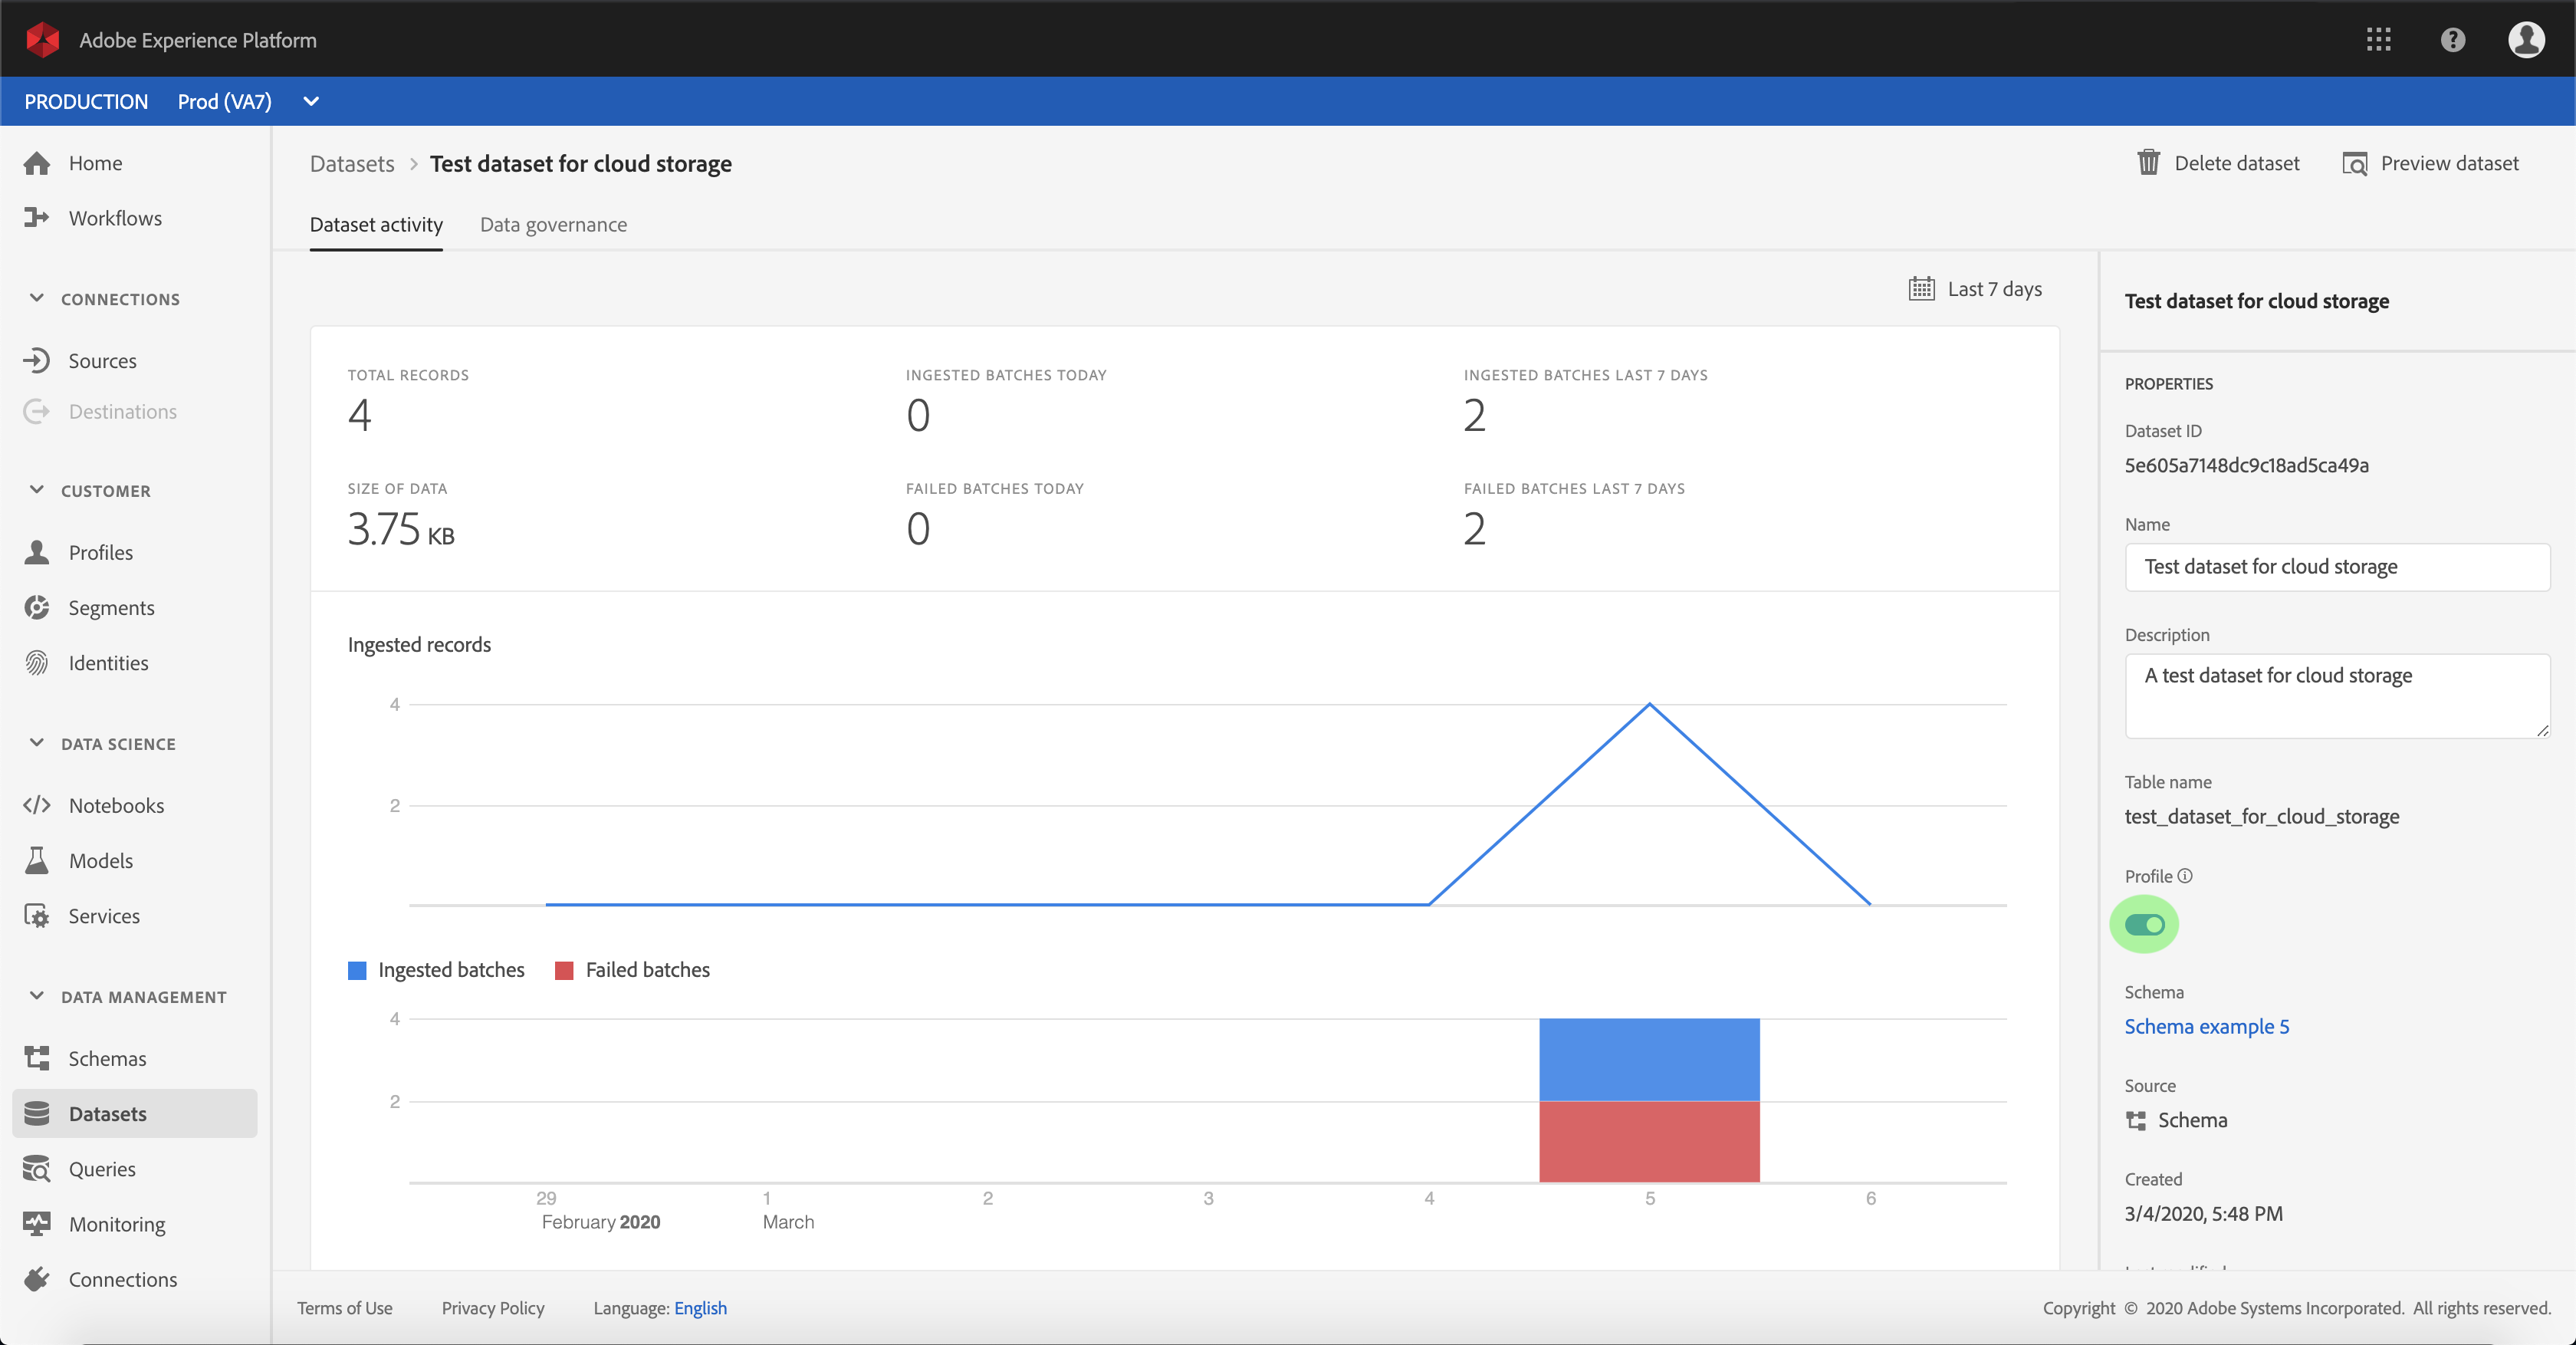 Adobe Experience Platform
PRODUCTION Prod (VA7)
Home
Workflows
CONNECTIONS
Sources
Destinations
CUSTOMER
Profiles
Segments
Identities
DATA SCIENCE
Notebooks
Models
Services
DATA MANAGEMENT
Schemas
Datasets
Queries
Monitoring
Connections
Datasets > Test dataset for cloud storage
Delete dataset Preview dataset
Dataset activity Data governance
Last 7 days
TOTAL RECORDS INGESTED BATCHES TODAY INGESTED BATCHES LAST 7 DAYS
4 0 2
SIZE OF DATA FAILED BATCHES TODAY FAILED BATCHES LAST 7 DAYS
3.75 KB 0 2
Ingested records
4
2
Ingested batches Failed batches
4
2
29 1 2 3 4 5 6
February 2020 March
Test dataset for cloud storage
PROPERTIES
Dataset ID
5e605a7148dc9c18ad5ca49a
Name
Test dataset for cloud storage
Description
A test dataset for cloud storage
Table name
test_dataset_for_cloud_storage
Profile
Schema
Schema example 5
Source
Schema
Created
3/4/2020, 5:48 PM
Terms of Use Privacy Policy Language: English
Copyright © 2020 Adobe Systems Incorporated. All rights reserved.